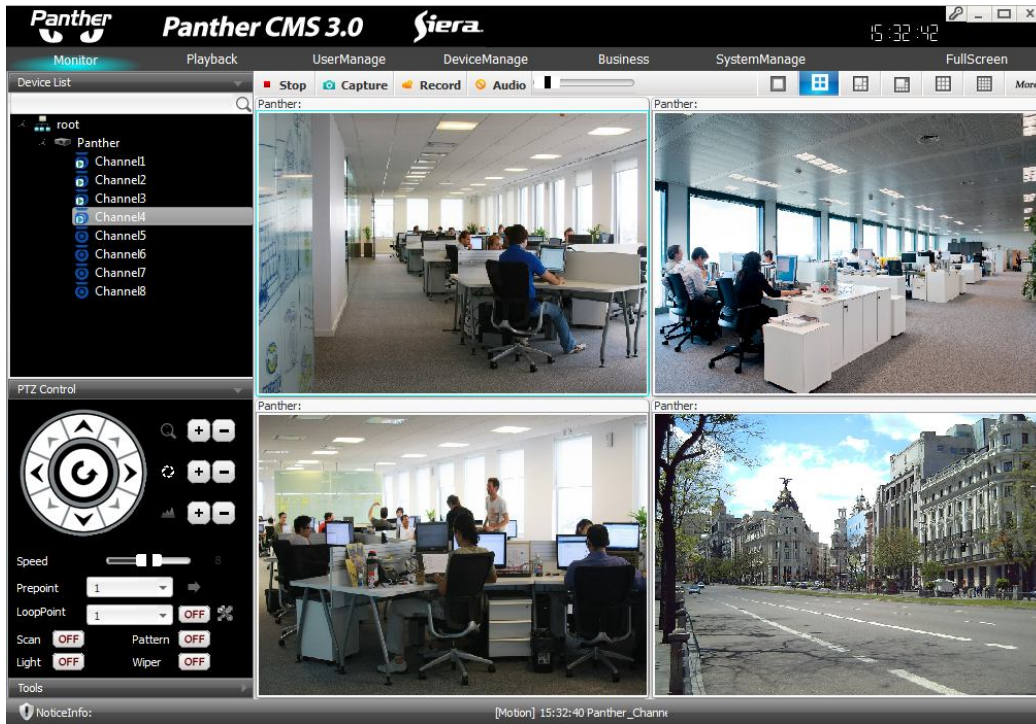 Panther Panther CMS 3.0 Siera 15:32:42
Monitor Playback UserManage DeviceManage Business SystemManage FullScreen
Device List Stop Capture Record Audio More
Panther: Panther:
root
Panther
Channel1
Channel2
Channel3
Channel4
Channel5
Channel6
Channel7
Channel8
PTZ Control
Panther: Panther:
Speed 8
Prepoint 1
LoopPoint 1 OFF
Scan OFF Pattern OFF
Light OFF Wiper OFF
Tools
NoticeInfo: [Motion] 15:32:40 Panther_Channe